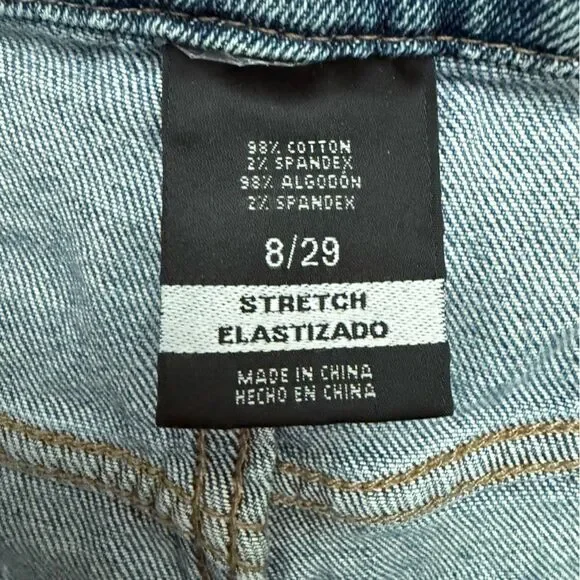 98% COTTON
2% SPANDEX
98% ALGODÓN
2% SPANDEX
8/29
STRETCH
ELASTIZADO
MADE IN CHINA
HECHO EN CHINA